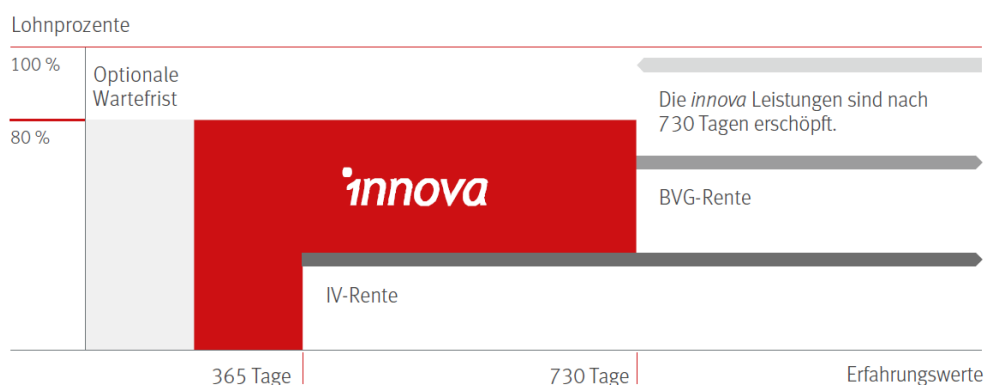 Lohnprozente
100 %
Optionale
Wartefrist
80 %
Die innova Leistungen sind nach
730 Tagen erschöpft.
innova
BVG-Rente
IV-Rente
365 Tage
730 Tage
Erfahrungswerte